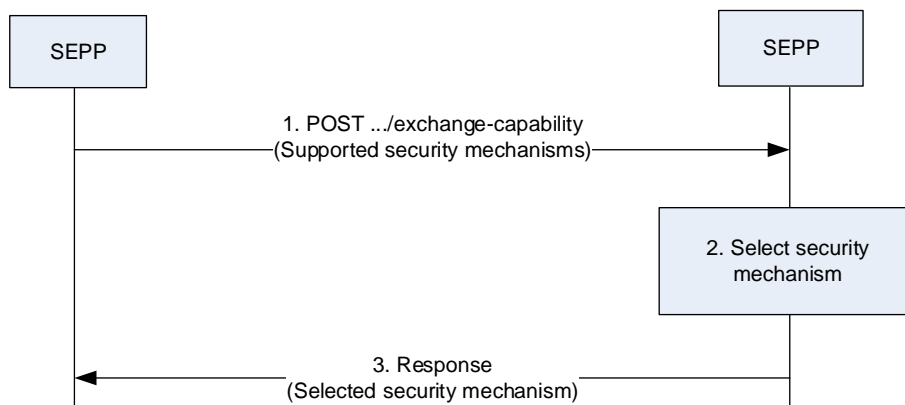 SEPP
SEPP
1. POST .../exchange-capability
(Supported security mechanisms)
2. Select security
mechanism
3. Response
(Selected security mechanism)